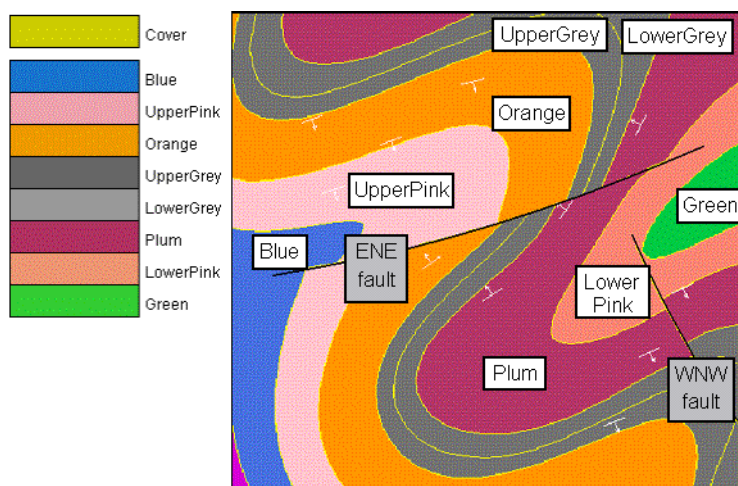 Cover
Blue
UpperPink
Orange
UpperGrey
LowerGrey
Plum
LowerPink
Green
UpperGrey
LowerGrey
Orange
UpperPink
Green
Blue
ENE
fault
Lower
Pink
Plum
WNW
fault